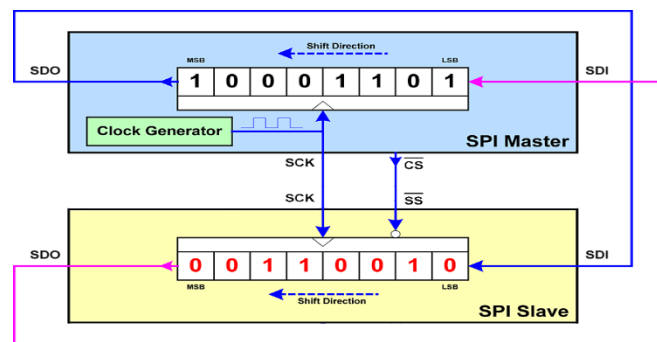 Shift Direction
MSB LSB
SDO 1 0 0 0 1 1 0 1 SDI
Clock Generator
SPI Master
SCK CS
SCK SS
SDO 0 0 1 1 0 0 1 0 SDI
MSB LSB
Shift Direction
SPI Slave